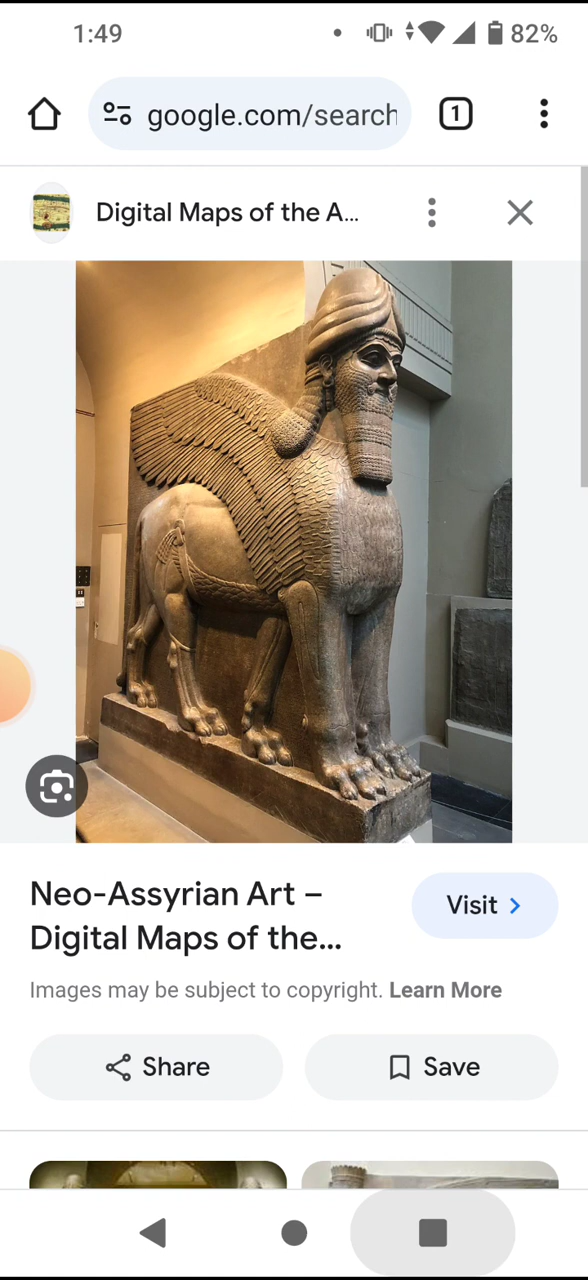 1:49
82%
google.com/search
1
Digital Maps of the A...
Neo-Assyrian Art –
Digital Maps of the...
Visit
Images may be subject to copyright. Learn More
Share
Save